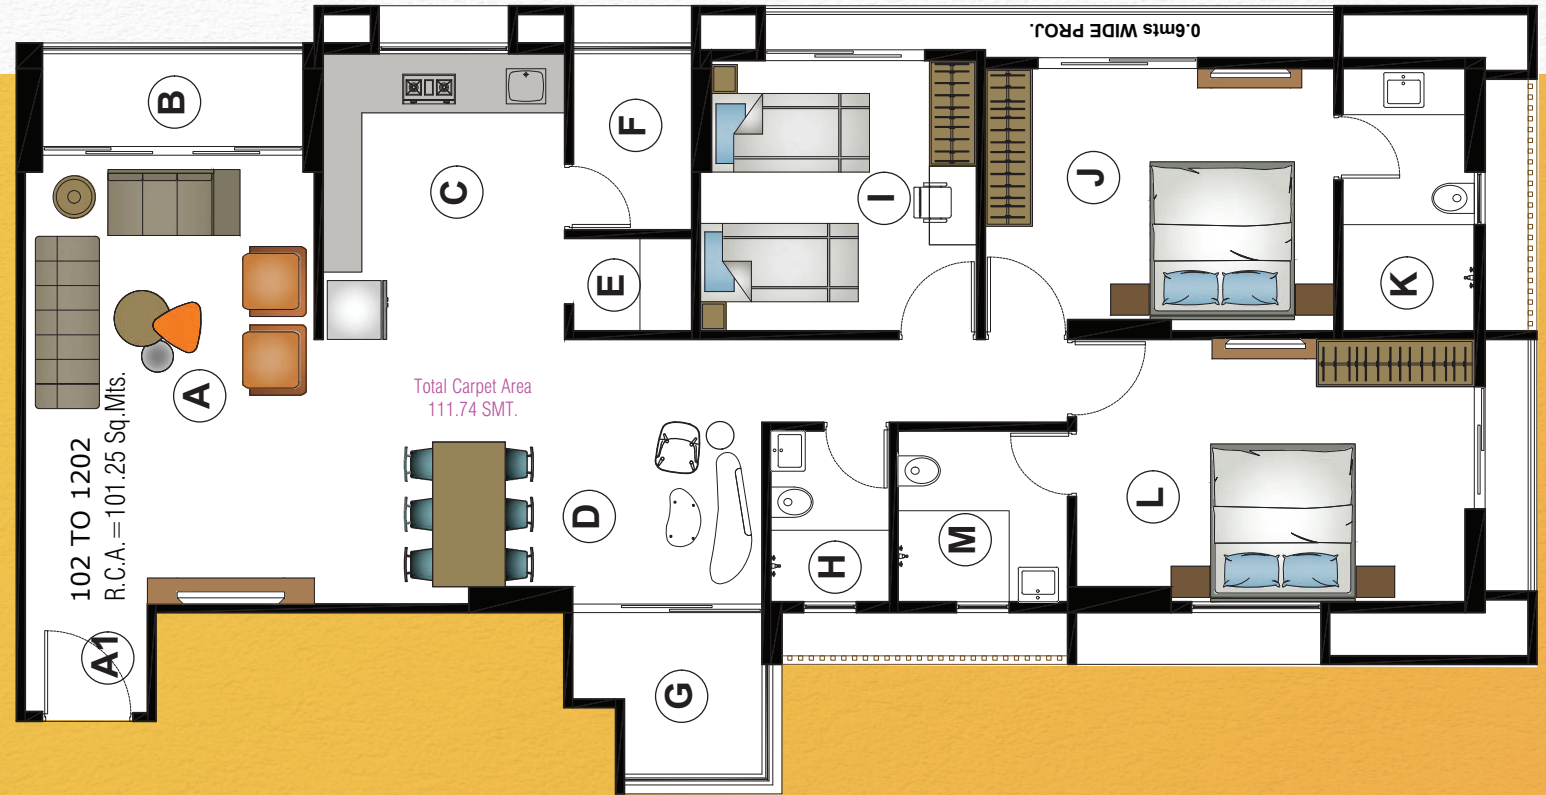 0.6mts WIDE PROJ.
B
F
C
I
J
E
K
A
102 TO 1202
R.C.A. = 101.25 Sq.Mts.
Total Carpet Area
111.74 SMT.
D
L
M
H
A1
G